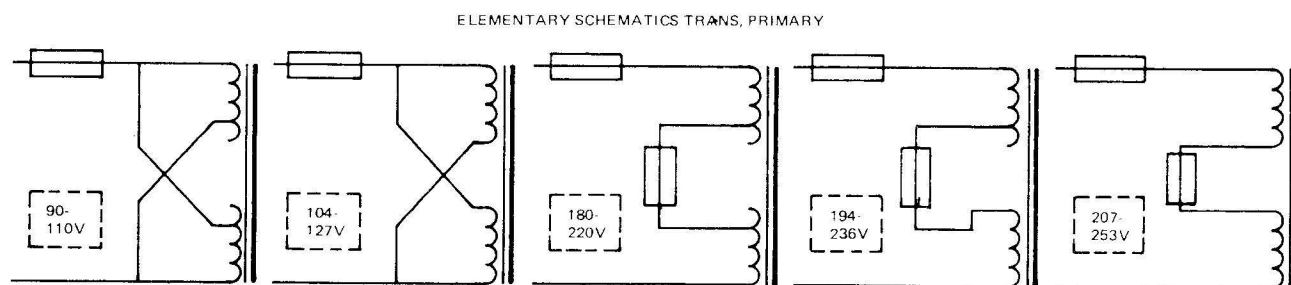 ELEMENTARY SCHEMATICS TRANS, PRIMARY
90-
110V
104-
127V
180-
220V
194-
236V
207-
253V